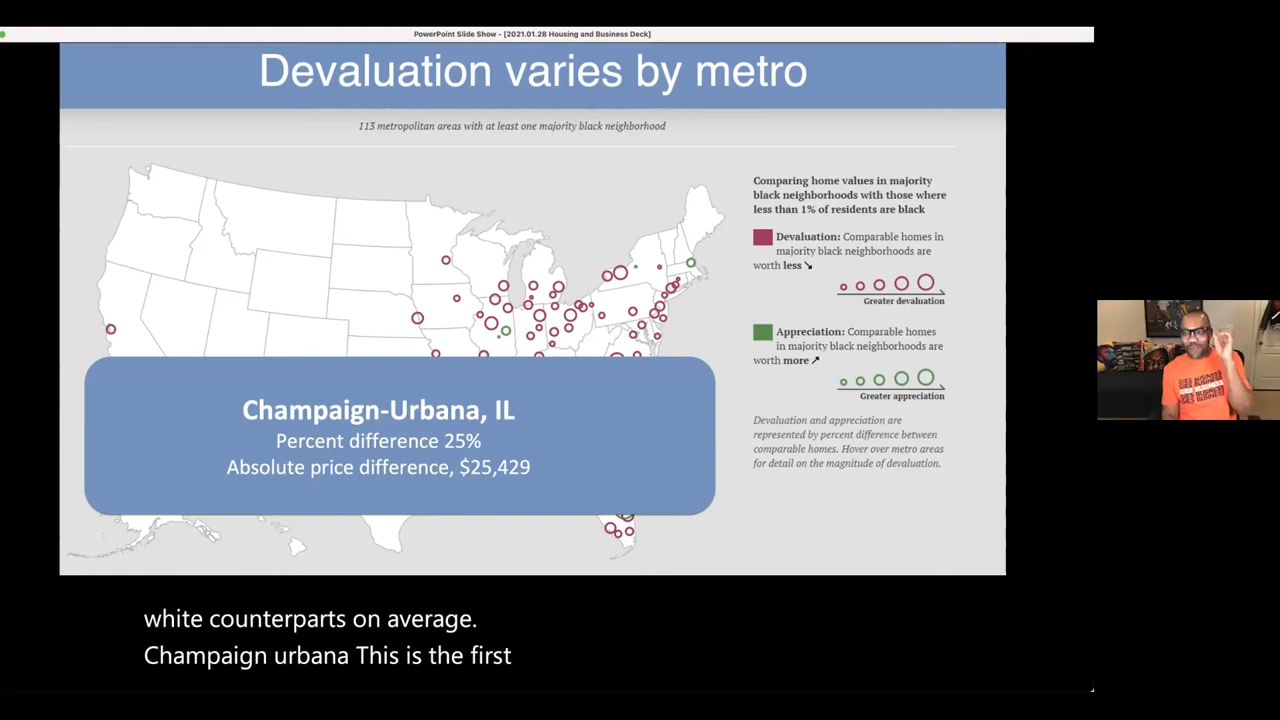 PowerPoint Slide Show - [2021.01.28 Housing and Business Deck]
Devaluation varies by metro
113 metropolitan areas with at least one majority black neighborhood
Comparing home values in majority
black neighborhoods with those where
less than 1% of residents are black
Devaluation: Comparable homes in
majority black neighborhoods are
worth less ↘
Greater devaluation
Appreciation: Comparable homes
in majority black neighborhoods are
worth more ↗
Greater appreciation
Devaluation and appreciation are
represented by percent difference between
comparable homes. Hover over metro areas
for detail on the magnitude of devaluation.
Champaign-Urbana, IL
Percent difference 25%
Absolute price difference, $25,429
GIES BUSINESS
GIES BUSINESS
white counterparts on average.
Champaign urbana This is the first